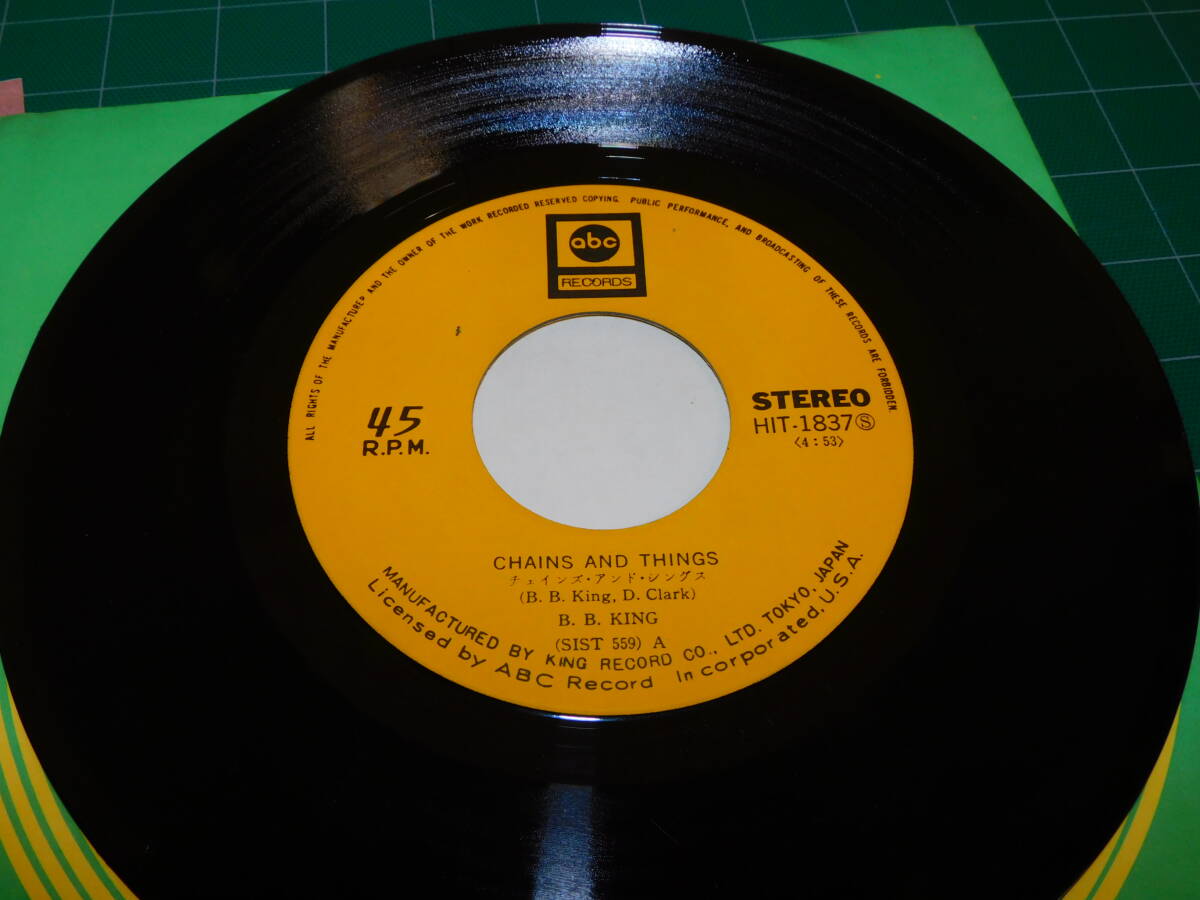 ALL RIGHTS OF THE MANUFACTURER AND THE OWNER OF THE WORK RECORDED RESERVED COPYING. PUBLIC PERFORMANCE, AND BROADCASTING OF THESE RECORDS ARE FORBIDDEN.
abc
RECORDS
45
R.P.M.
STEREO
HIT-1837 Ⓢ
〈4:53〉
CHAINS AND THINGS
チェインズ・アンド・シングス
(B. B. King, D. Clark)
B. B. KING
(SIST 559) A
MANUFACTURED BY KING RECORD CO., LTD. TOKYO, JAPAN
Licensed by ABC Record Incorporated, U.S.A.